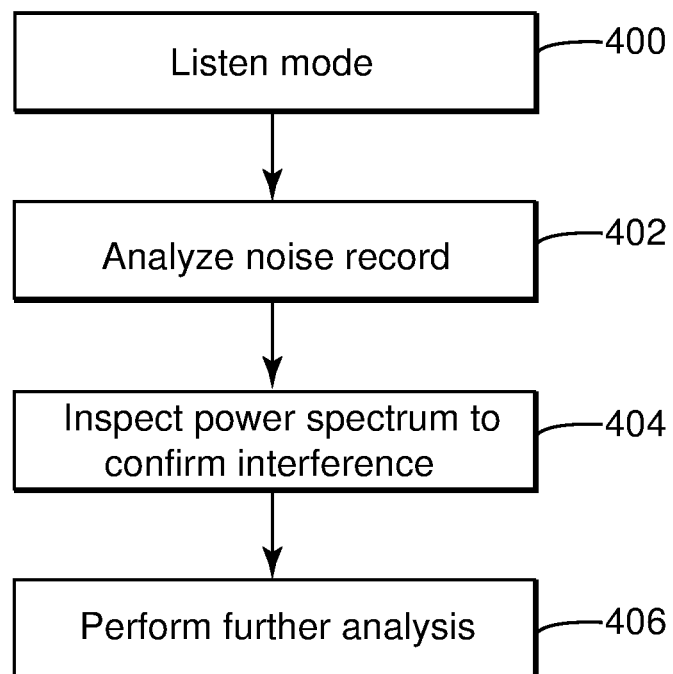 Listen mode
400
Analyze noise record
402
Inspect power spectrum to
confirm interference
404
Perform further analysis
406